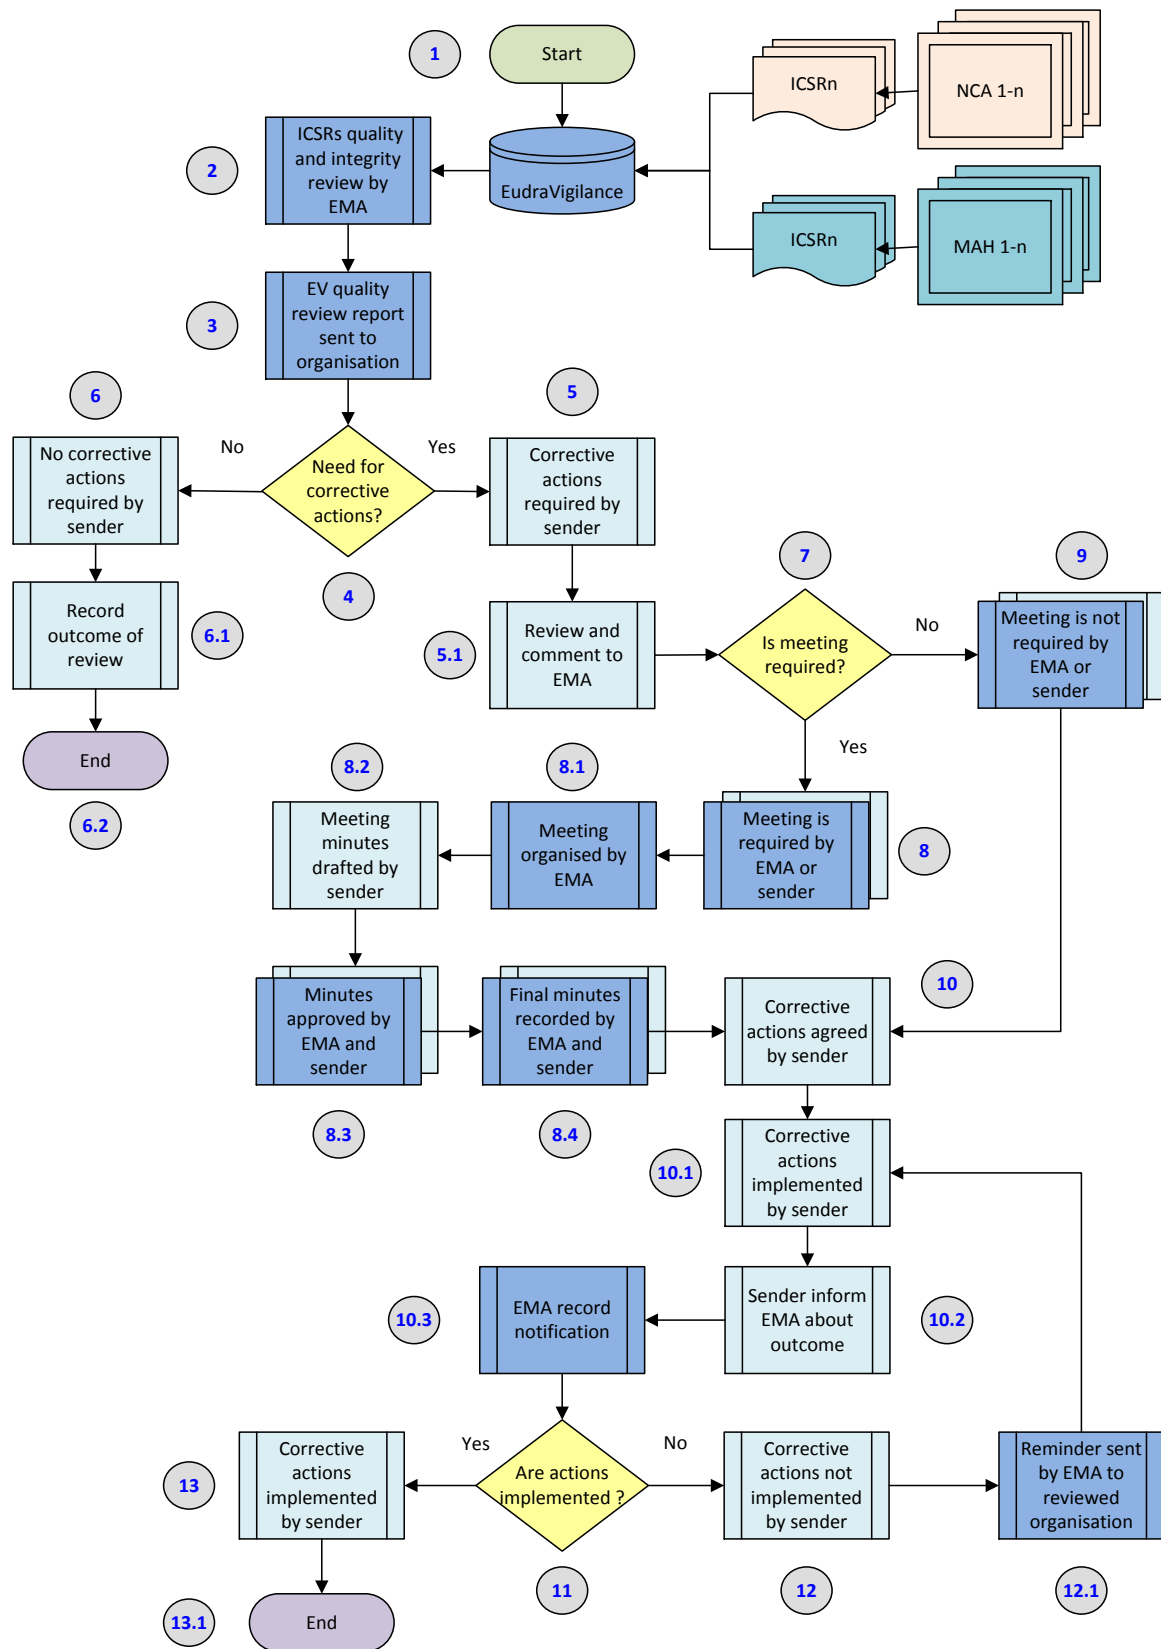 1
Start
ICSRn
NCA 1-n
2
ICSRs quality
and integrity
review by
EMA
EudraVigilance
ICSRn
MAH 1-n
3
EV quality
review report
sent to
organisation
6
5
No
Yes
No corrective
actions
required by
sender
Need for
corrective
actions?
Corrective
actions
required by
sender
4
7
9
Record
outcome of
review
6.1
5.1
Review and
comment to
EMA
Is meeting
required?
No
Meeting is not
required by
EMA or
sender
End
6.2
Yes
8.2
8.1
Meeting
minutes
drafted by
sender
Meeting
organised by
EMA
Meeting is
required by
EMA or
sender
8
Minutes
approved by
EMA and
sender
Final minutes
recorded by
EMA and
sender
Corrective
actions agreed
by sender
10
8.3
8.4
10.1
Corrective
actions
implemented
by sender
10.3
EMA record
notification
Sender inform
EMA about
outcome
10.2
Yes
No
13
Corrective
actions
implemented
by sender
Are actions
implemented ?
Corrective
actions not
implemented
by sender
Reminder sent
by EMA to
reviewed
organisation
11
12
12.1
13.1
End